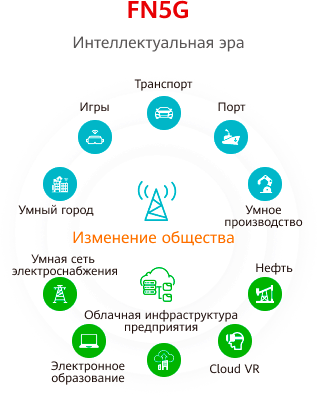 FN5G
Интеллектуальная эра
Транспорт
Игры
Порт
Умный город
Умное
производство
Изменение общества
Умная сеть
электроснабжения
Нефть
Облачная инфраструктура
предприятия
Электронное
образование
Cloud VR